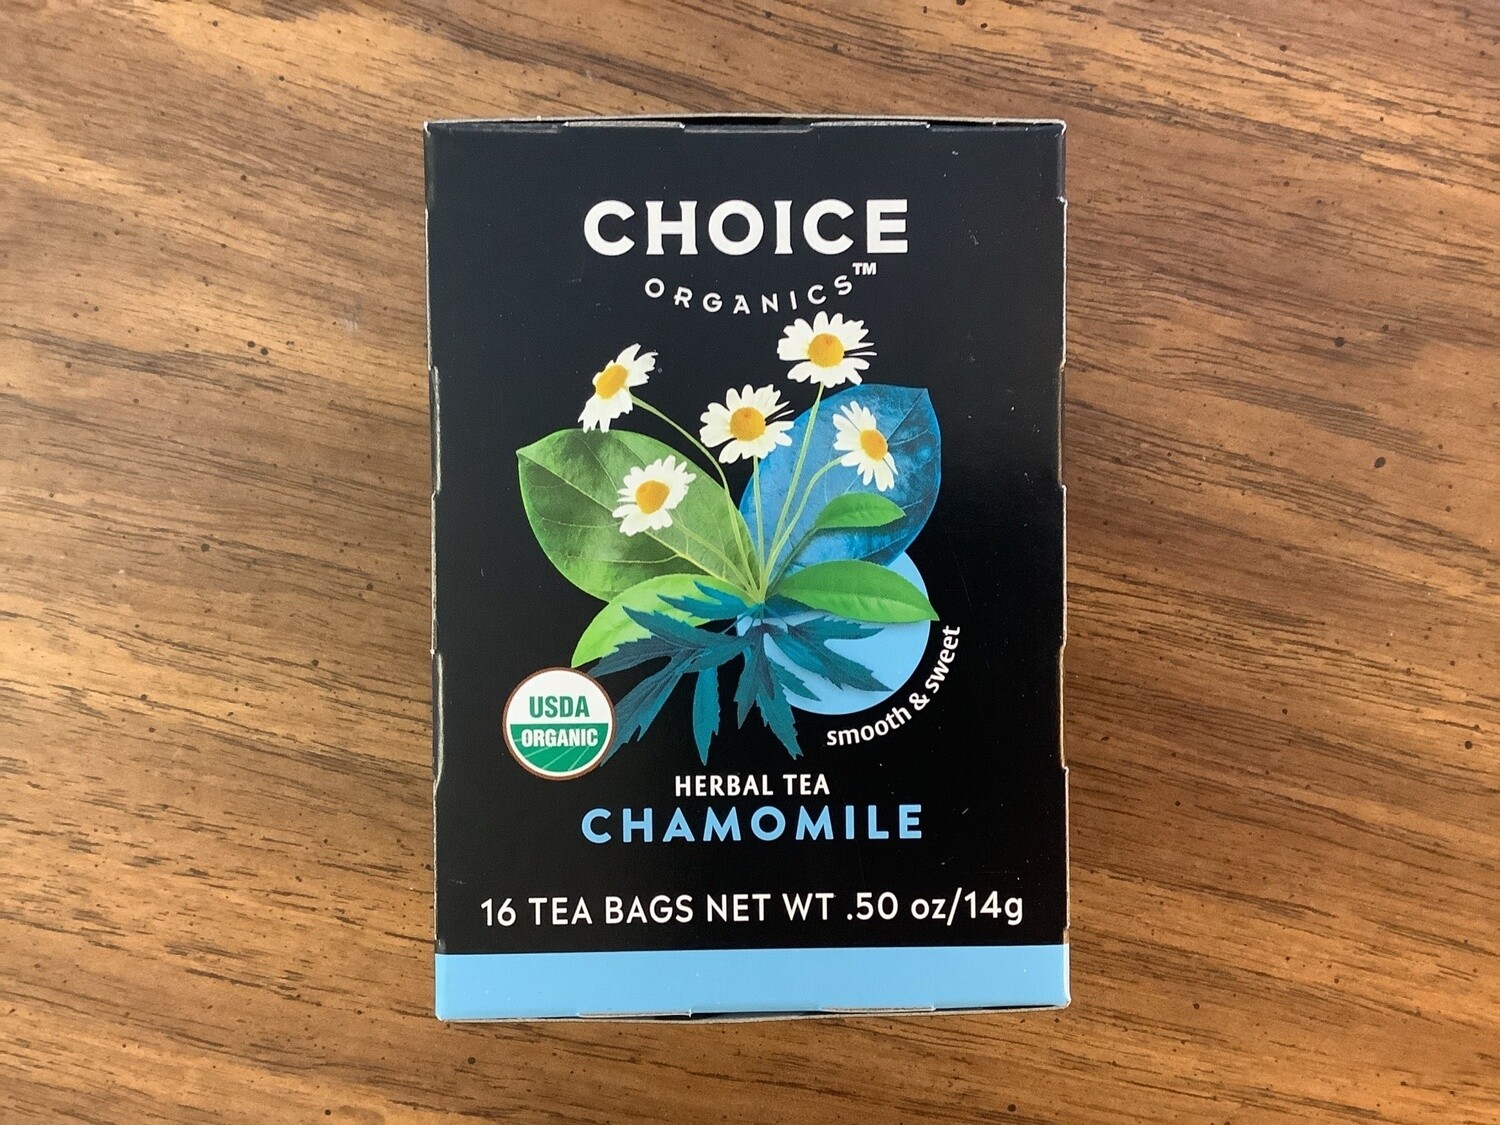 CHOICE
ORGANICS™
smooth & sweet
USDA
ORGANIC
HERBAL TEA
CHAMOMILE
16 TEA BAGS NET WT .50 oz/14g